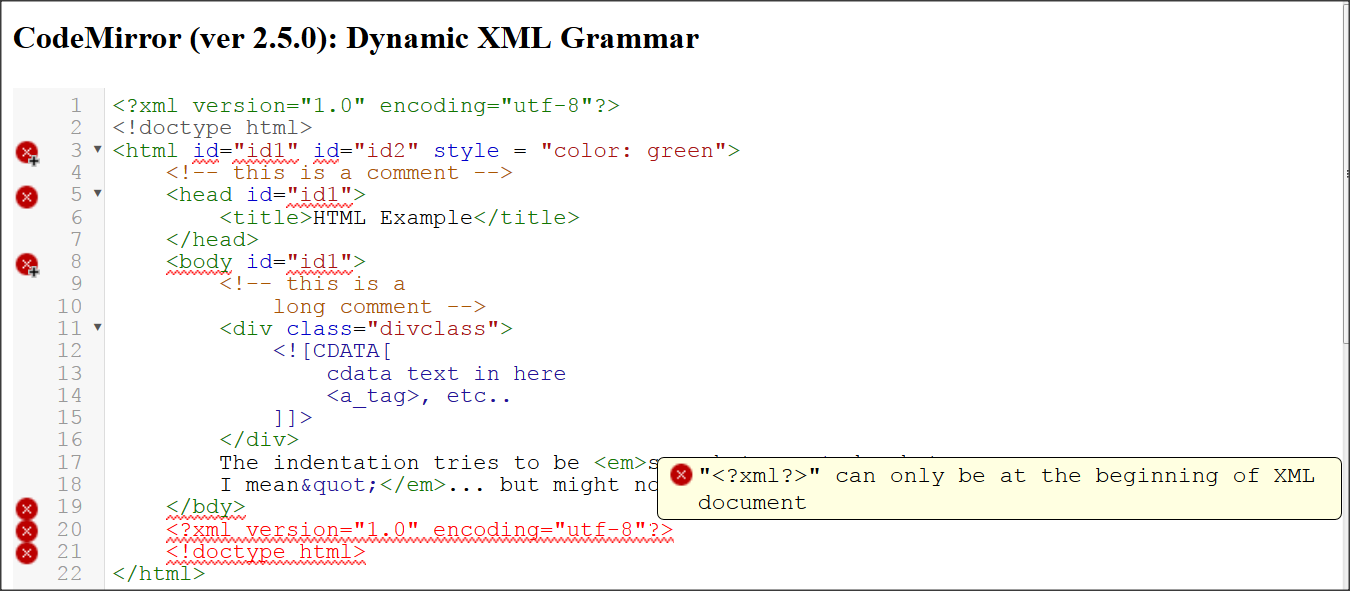 CodeMirror (ver 2.5.0): Dynamic XML Grammar
1 <?xml version="1.0" encoding="utf-8"?>
2 <!doctype html>
3 <html id="id1" id="id2" style = "color: green">
4 <!-- this is a comment -->
5 <head id="id1">
6 <title>HTML Example</title>
7 </head>
8 <body id="id1">
9 <!-- this is a
10 long comment -->
11 <div class="divclass">
12 <![CDATA[
13 cdata text in here
14 <a_tag>, etc..
15 ]]>
16 </div>
17 The indentation tries to be <em>
18 I mean&quot;</em>... but might
"<?xml?>" can only be at the beginning of XML
document
19 </bdy>
20 <?xml version="1.0" encoding="utf-8"?>
21 <!doctype html>
22 </html>